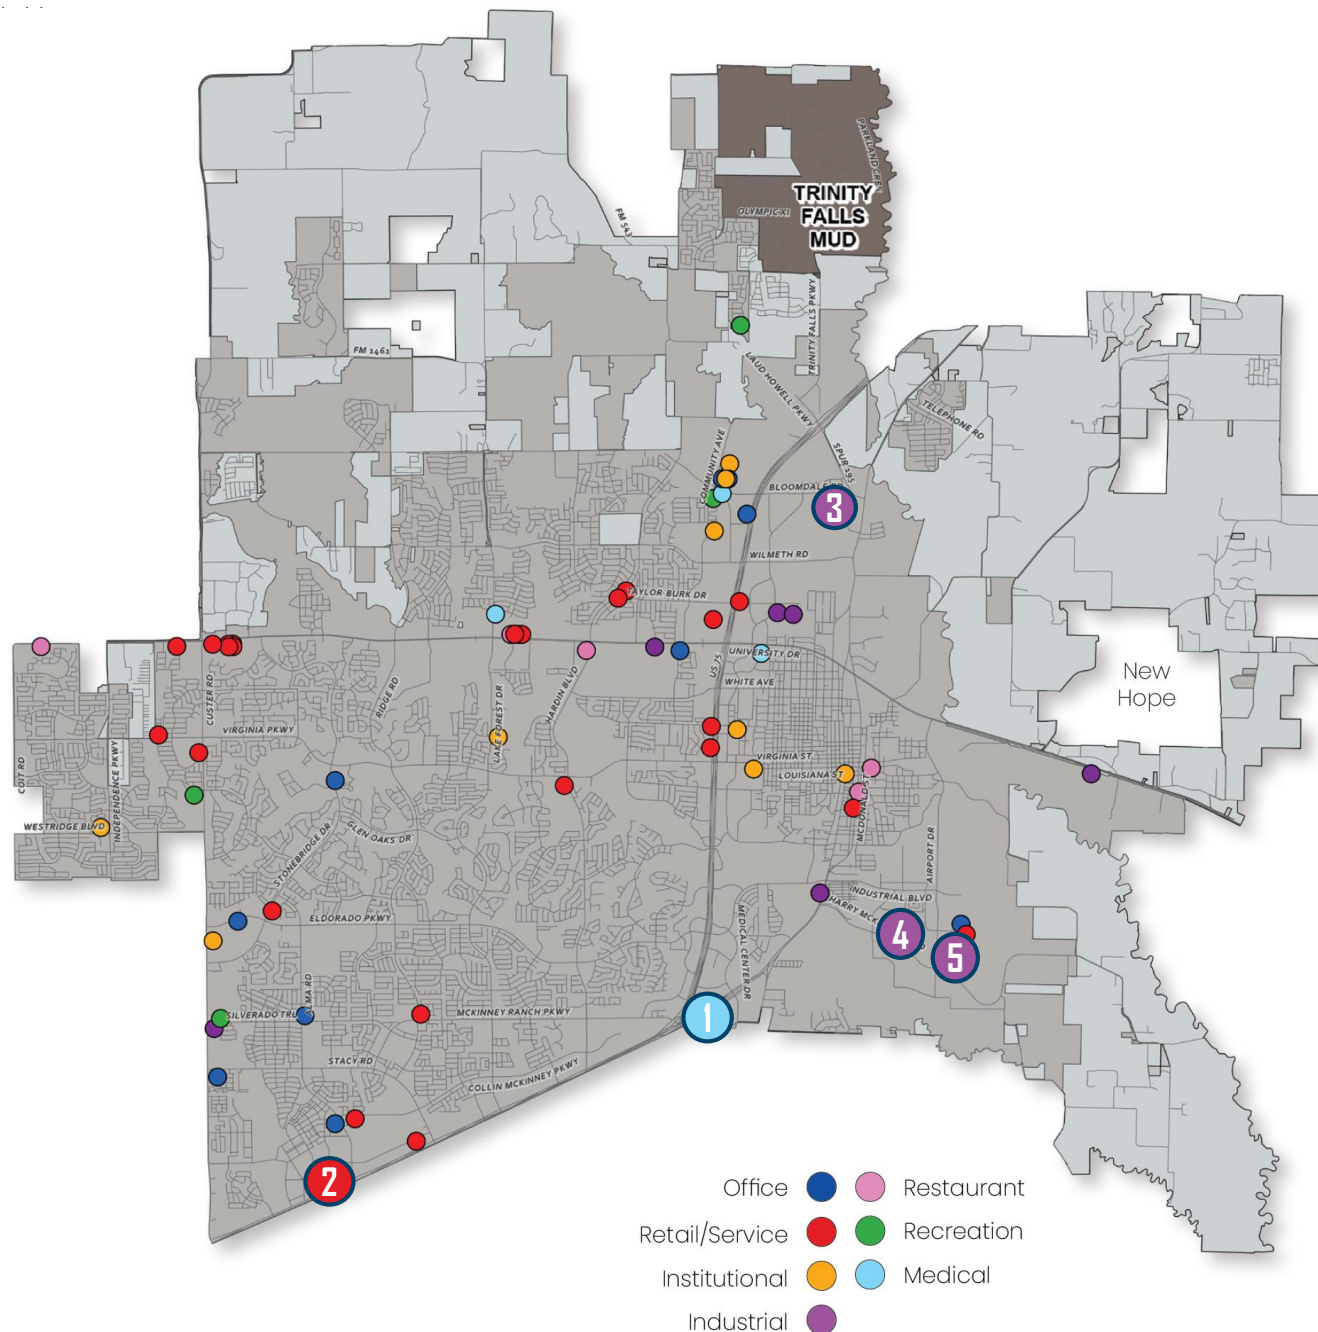 PARKLAND CRES
TRINITY
FALLS
MUD
OLYMPIC XI
FM 543
TRINITY FALLS PKWY
FM 1461
LAUD HOWELL PKWY
TELEPHONE RD
COMMUNITY AVE
SPUR 195
BLOOMDALE RD
3
WILMETH RD
TAYLOR-BURK DR
UNIVERSITY DR
US 75
WHITE AVE
New
Hope
CUSTER RD
RIDGE RD
LAKE FOREST DR
HARDIN BLVD
VIRGINIA PKWY
COIT RD
INDEPENDENCE PKWY
VIRGINIA ST
LOUISIANA ST
MCDONALD ST
WESTRIDGE BLVD
STONEBRIDGE DR
GLEN OAKS DR
AIRPORT DR
INDUSTRIAL BLVD
HARRY MCK
ELDORADO PKWY
MEDICAL CENTER DR
4
5
ALMA RD
SILVERADO TRL
MCKINNEY RANCH PKWY
1
STACY RD
COLLIN MCKINNEY PKWY
2
Office
Restaurant
Retail/Service
Recreation
Institutional
Medical
Industrial